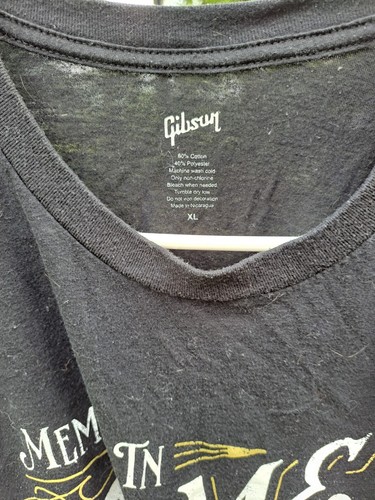 Gibson
60% Cotton
40% Polyester
Machine wash cold
Only non-chlorine
Bleach when needed
Tumble dry low
Do not iron decoration
Made in Nicaragua
XL
MEM
IN